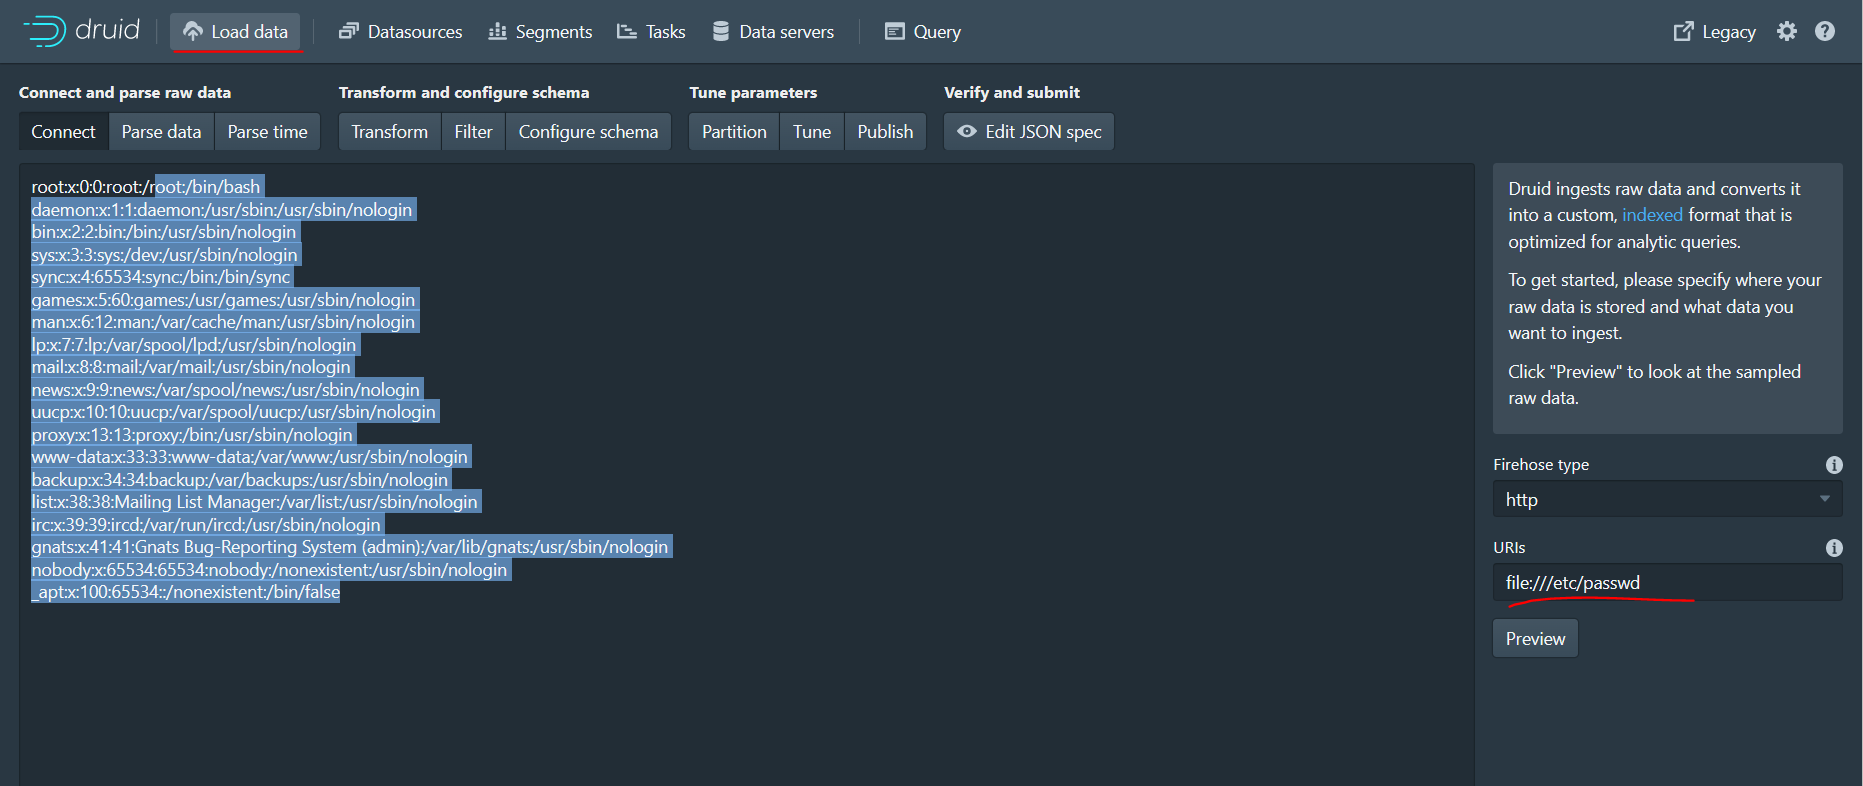 druid
Load data
Datasources
Segments
Tasks
Data servers
Query
Legacy
Connect and parse raw data
Transform and configure schema
Tune parameters
Verify and submit
Connect
Parse data
Parse time
Transform
Filter
Configure schema
Partition
Tune
Publish
Edit JSON spec
root:x:0:0:root:/root:/bin/bash
daemon:x:1:1:daemon:/usr/sbin:/usr/sbin/nologin
bin:x:2:2:bin:/bin:/usr/sbin/nologin
sys:x:3:3:sys:/dev:/usr/sbin/nologin
sync:x:4:65534:sync:/bin:/bin/sync
games:x:5:60:games:/usr/games:/usr/sbin/nologin
man:x:6:12:man:/var/cache/man:/usr/sbin/nologin
lp:x:7:7:lp:/var/spool/lpd:/usr/sbin/nologin
mail:x:8:8:mail:/var/mail:/usr/sbin/nologin
news:x:9:9:news:/var/spool/news:/usr/sbin/nologin
uucp:x:10:10:uucp:/var/spool/uucp:/usr/sbin/nologin
proxy:x:13:13:proxy:/bin:/usr/sbin/nologin
www-data:x:33:33:www-data:/var/www:/usr/sbin/nologin
backup:x:34:34:backup:/var/backups:/usr/sbin/nologin
list:x:38:38:Mailing List Manager:/var/list:/usr/sbin/nologin
irc:x:39:39:ircd:/var/run/ircd:/usr/sbin/nologin
gnats:x:41:41:Gnats Bug-Reporting System (admin):/var/lib/gnats:/usr/sbin/nologin
nobody:x:65534:65534:nobody:/nonexistent:/usr/sbin/nologin
_apt:x:100:65534::/nonexistent:/bin/false
Druid ingests raw data and converts it
into a custom, indexed format that is
optimized for analytic queries.
To get started, please specify where your
raw data is stored and what data you
want to ingest.
Click "Preview" to look at the sampled
raw data.
Firehose type
http
URIs
file:///etc/passwd
Preview